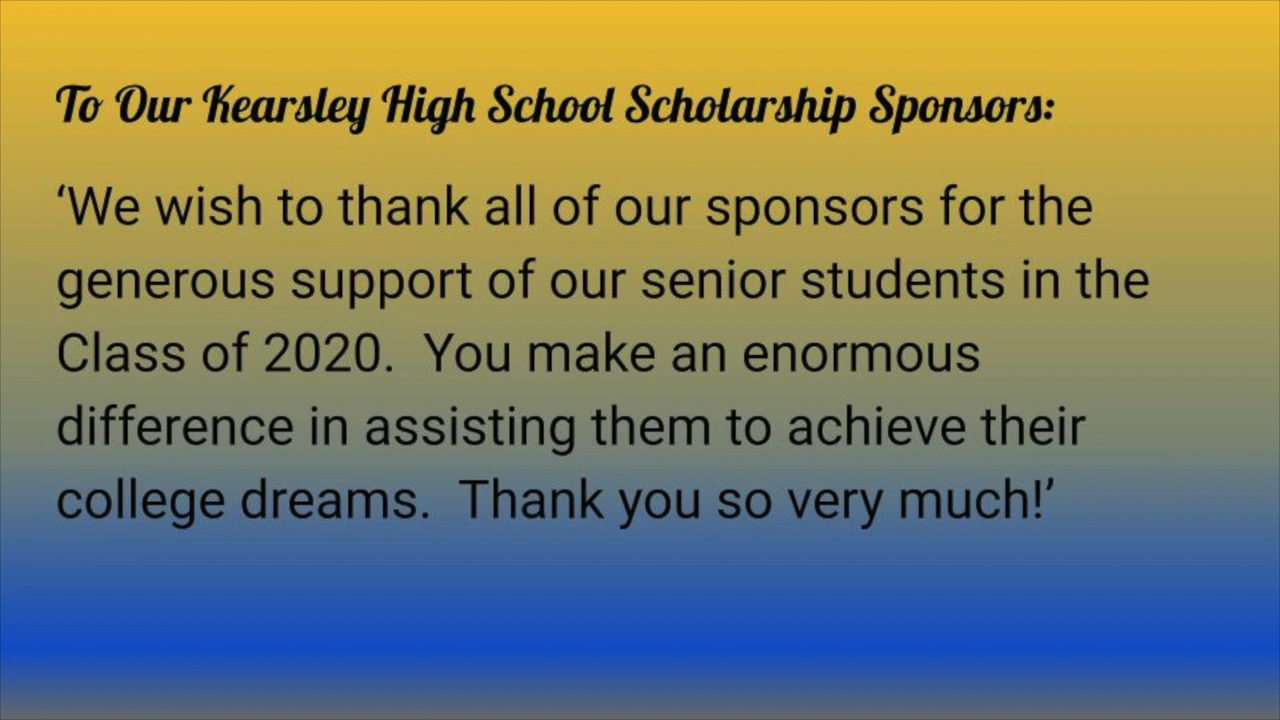 To Our Kearsley High School Scholarship Sponsors:
‘We wish to thank all of our sponsors for the
generous support of our senior students in the
Class of 2020.  You make an enormous
difference in assisting them to achieve their
college dreams.  Thank you so very much!’